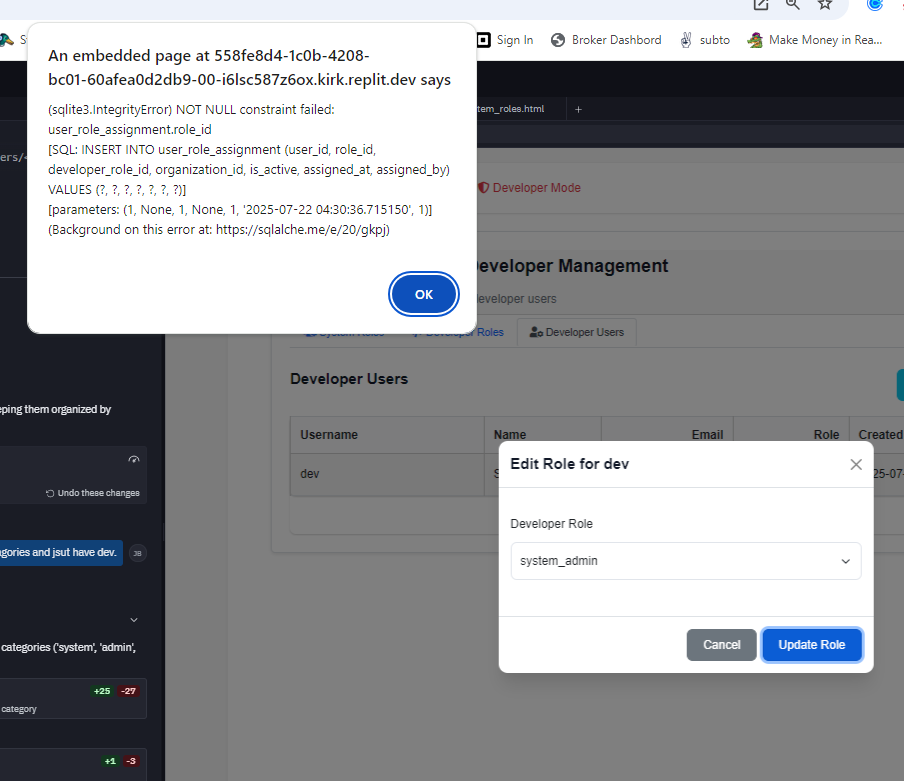 Sign In
Broker Dashbord
subto
Make Money in Rea...
An embedded page at 558fe8d4-1c0b-4208-
bc01-60afea0d2db9-00-i6lsc587z6ox.kirk.replit.dev says
(sqlite3.IntegrityError) NOT NULL constraint failed:
user_role_assignment.role_id
[SQL: INSERT INTO user_role_assignment (user_id, role_id,
developer_role_id, organization_id, is_active, assigned_at, assigned_by)
VALUES (?, ?, ?, ?, ?, ?, ?)]
[parameters: (1, None, 1, None, 1, '2025-07-22 04:30:36.715150', 1)]
(Background on this error at: https://sqlalche.me/e/20/gkpj)
OK
tem_roles.html
+
ers/<
Developer Mode
Developer Management
developer users
System Roles
Developer Roles
Developer Users
Developer Users
Username
Name
Email
Role
Created
dev
S
25-07-
Edit Role for dev
Developer Role
system_admin
Cancel
Update Role
eping them organized by
Undo these changes
gories and jsut have dev.
JB
categories ('system', 'admin',
+25 -27
category
+1 -3